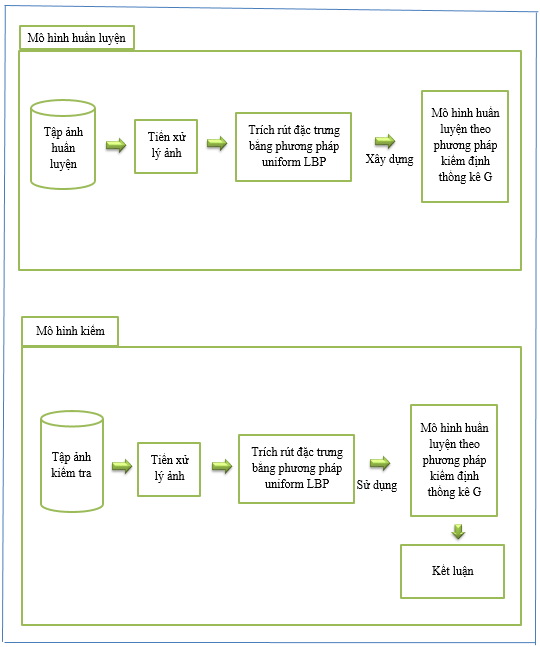 Mô hình huấn luyện
Tập ảnh
huấn
luyện
Tiền xử
lý ảnh
Trích rút đặc trưng
bằng phương pháp
uniform LBP
Xây dựng
Mô hình huấn
luyện theo
phương pháp
kiểm định
thống kê G
Mô hình kiểm
Tập ảnh
kiểm tra
Tiền xử
lý ảnh
Trích rút đặc trưng
bằng phương pháp
uniform LBP
Sử dụng
Mô hình huấn
luyện theo
phương pháp
kiểm định
thống kê G
Kết luận